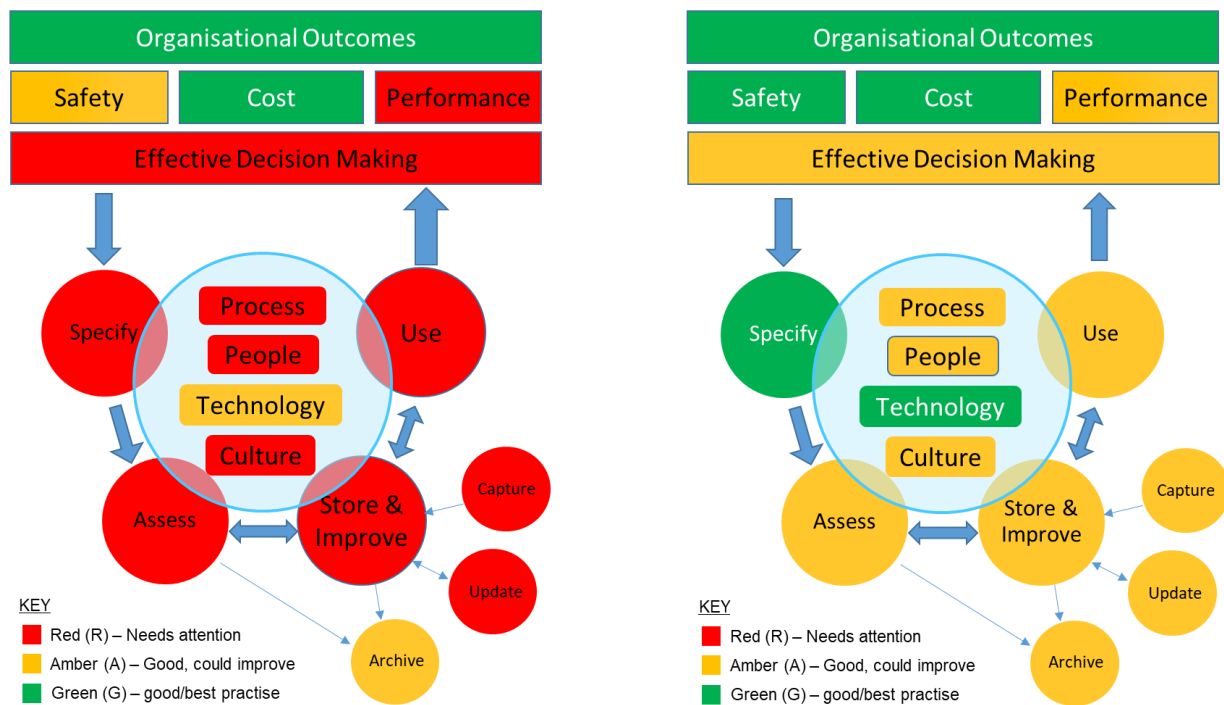 Organisational Outcomes
Safety
Cost
Performance
Effective Decision Making
Specify
Process
People
Technology
Culture
Use
Assess
Store &
Improve
Capture
Update
Archive
KEY
Red (R) – Needs attention
Amber (A) – Good, could improve
Green (G) – good/best practise
Organisational Outcomes
Safety
Cost
Performance
Effective Decision Making
Specify
Process
People
Technology
Culture
Use
Assess
Store &
Improve
Capture
Update
Archive
KEY
Red (R) – Needs attention
Amber (A) – Good, could improve
Green (G) – good/best practise